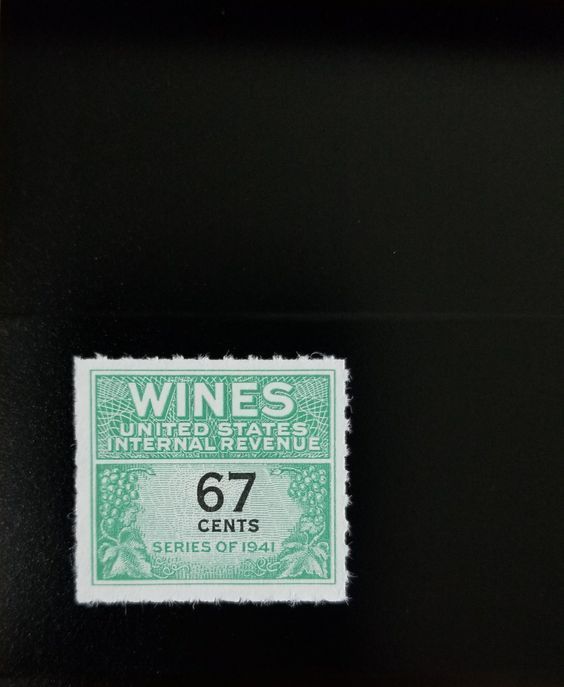 WINES
UNITED STATES
INTERNAL REVENUE
67
CENTS
SERIES OF 1941